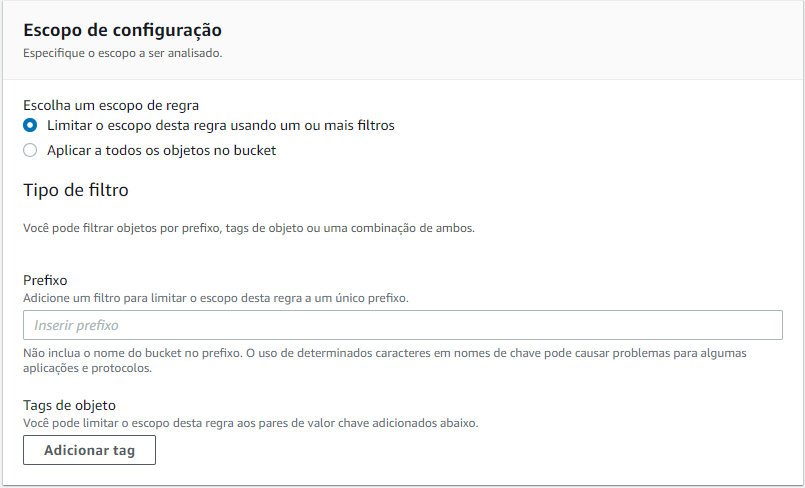 Escopo de configuração
Especifique o escopo a ser analisado.
Escolha um escopo de regra
Limitar o escopo desta regra usando um ou mais filtros
Aplicar a todos os objetos no bucket
Tipo de filtro
Você pode filtrar objetos por prefixo, tags de objeto ou uma combinação de ambos.
Prefixo
Adicione um filtro para limitar o escopo desta regra a um único prefixo.
Inserir prefixo
Não inclua o nome do bucket no prefixo. O uso de determinados caracteres em nomes de chave pode causar problemas para algumas
aplicações e protocolos.
Tags de objeto
Você pode limitar o escopo desta regra aos pares de valor chave adicionados abaixo.
Adicionar tag